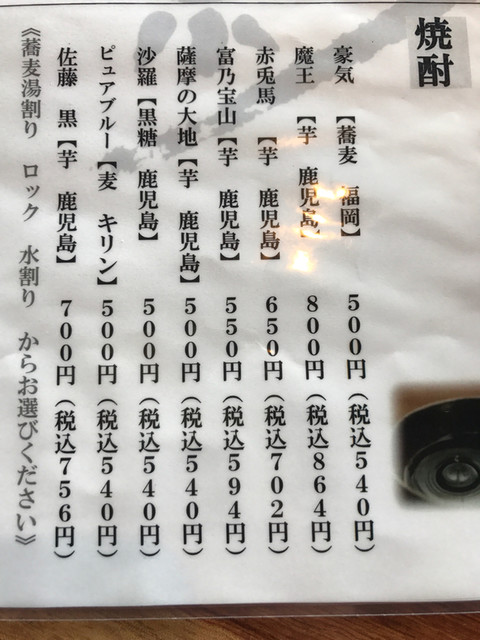 焼酎
豪気 【蕎麦 福岡】 500円(税込540円)
魔王 【芋 鹿児島】 800円(税込864円)
赤兎馬 【芋 鹿児島】 650円(税込702円)
富乃宝山 【芋 鹿児島】 550円(税込594円)
薩摩の大地 【芋 鹿児島】 500円(税込540円)
沙羅 【黒糖 鹿児島】 500円(税込540円)
ピュアブルー 【麦 キリン】 500円(税込540円)
佐藤 黒 【芋 鹿児島】 700円(税込756円)
《蕎麦湯割り ロック 水割り からお選びください》